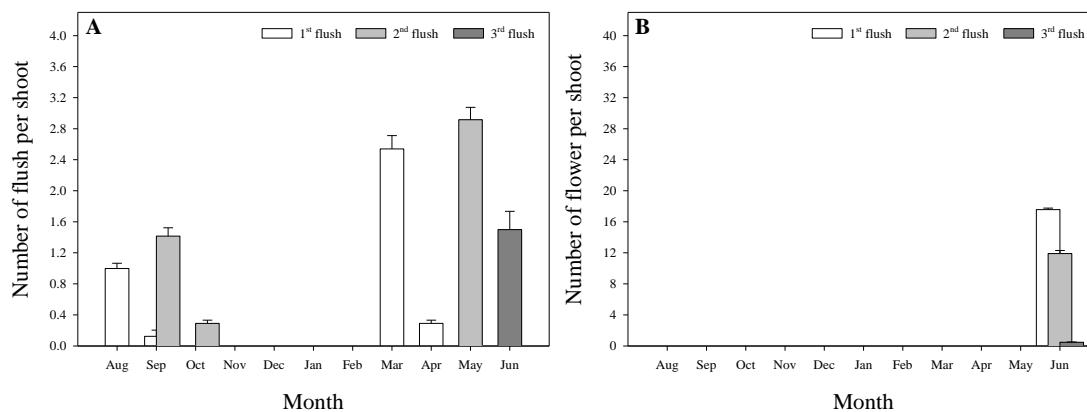 A
1st flush 2nd flush 3rd flush
4.0
3.6
3.2
2.8
2.4
2.0
1.6
1.2
0.8
0.4
0.0
Number of flush per shoot
Aug Sep Oct Nov Dec Jan Feb Mar Apr May Jun
Month
B
1st flush 2nd flush 3rd flush
40
36
32
28
24
20
16
12
8
4
0
Number of flower per shoot
Aug Sep Oct Nov Dec Jan Feb Mar Apr May Jun
Month